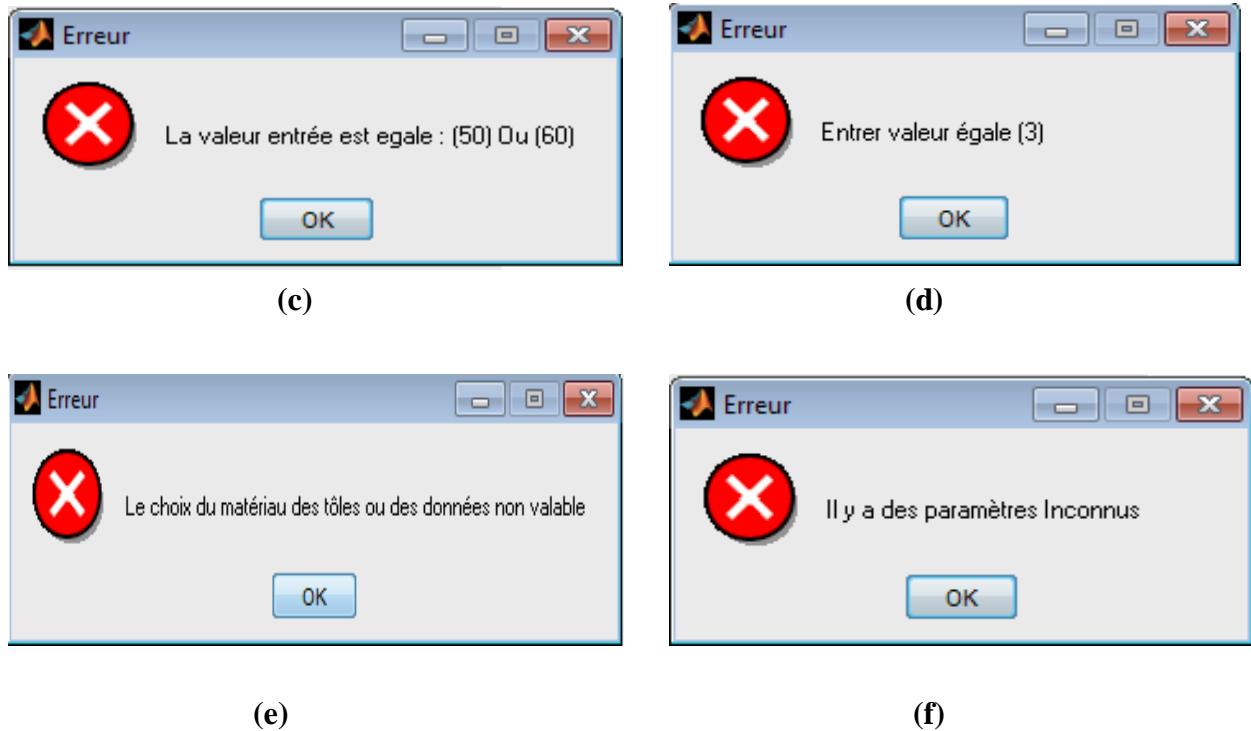 Erreur
La valeur entrée est egale : (50) Ou (60)
OK
(c)
Erreur
Entrer valeur égale (3)
OK
(d)
Erreur
Le choix du matériau des tôles ou des données non valable
OK
(e)
Erreur
Il y a des paramètres Inconnus
OK
(f)